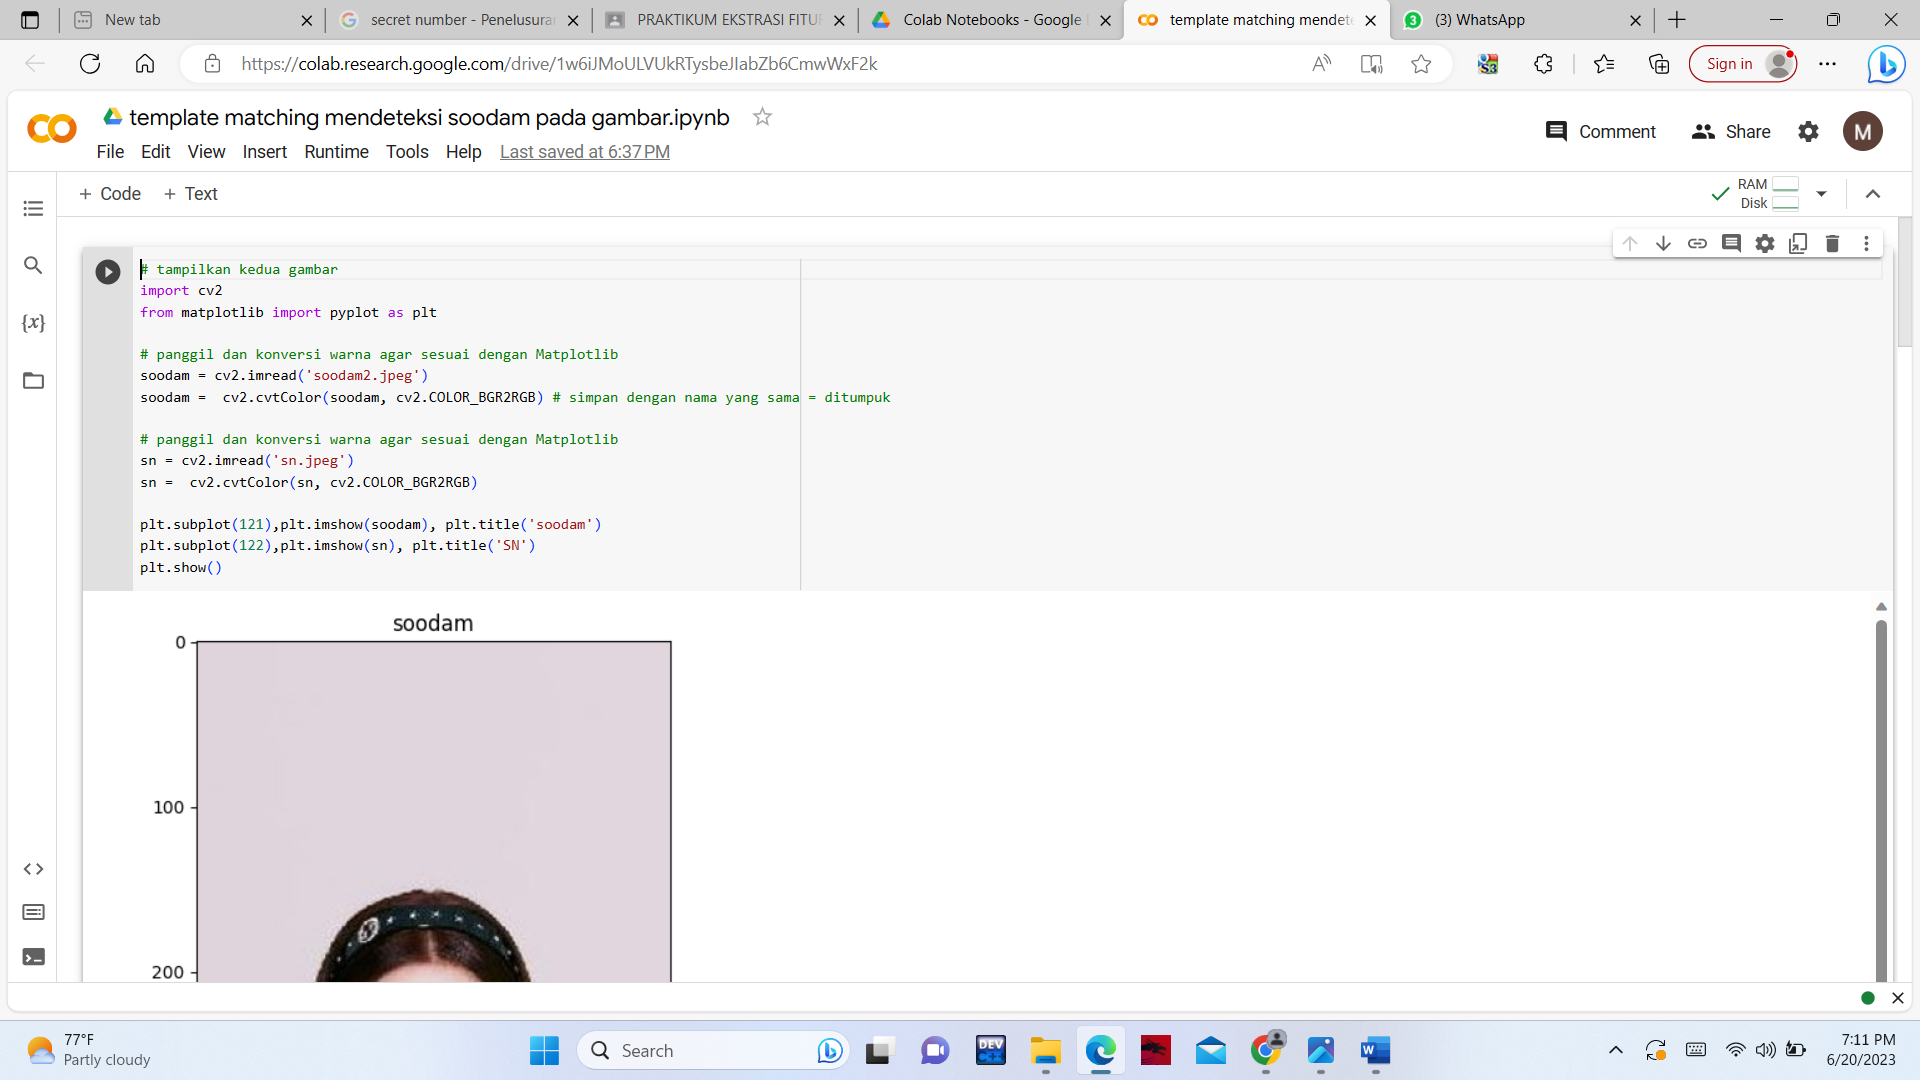 New tab
secret number - Penelusura
PRAKTIKUM EKSTRASI FITUR
Colab Notebooks - Google
template matching mendete
3 (3) WhatsApp
https://colab.research.google.com/drive/1w6iJMoULVUkRTysbeJIabZb6CmwWxF2k
Sign in
template matching mendeteksi soodam pada gambar.ipynb
Comment
Share
M
File Edit View Insert Runtime Tools Help Last saved at 6:37 PM
+ Code + Text
RAM
Disk
# tampilkan kedua gambar
import cv2
from matplotlib import pyplot as plt
# panggil dan konversi warna agar sesuai dengan Matplotlib
soodam = cv2.imread('soodam2.jpeg')
soodam =  cv2.cvtColor(soodam, cv2.COLOR_BGR2RGB) # simpan dengan nama yang sama = ditumpuk
# panggil dan konversi warna agar sesuai dengan Matplotlib
sn = cv2.imread('sn.jpeg')
sn =  cv2.cvtColor(sn, cv2.COLOR_BGR2RGB)
plt.subplot(121),plt.imshow(soodam), plt.title('soodam')
plt.subplot(122),plt.imshow(sn), plt.title('SN')
plt.show()
soodam
0
100
200
77°F
Partly cloudy
Search
DEV C++
W
7:11 PM
6/20/2023